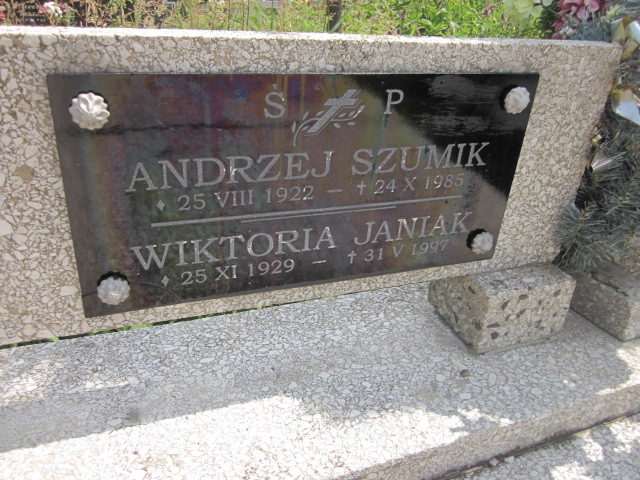 S P
ANDRZEJ SZUMIK
25 VIII 1922 – † 24 X 1985
WIKTORIA JANIAK
25 XI 1929 – † 31 V 1997